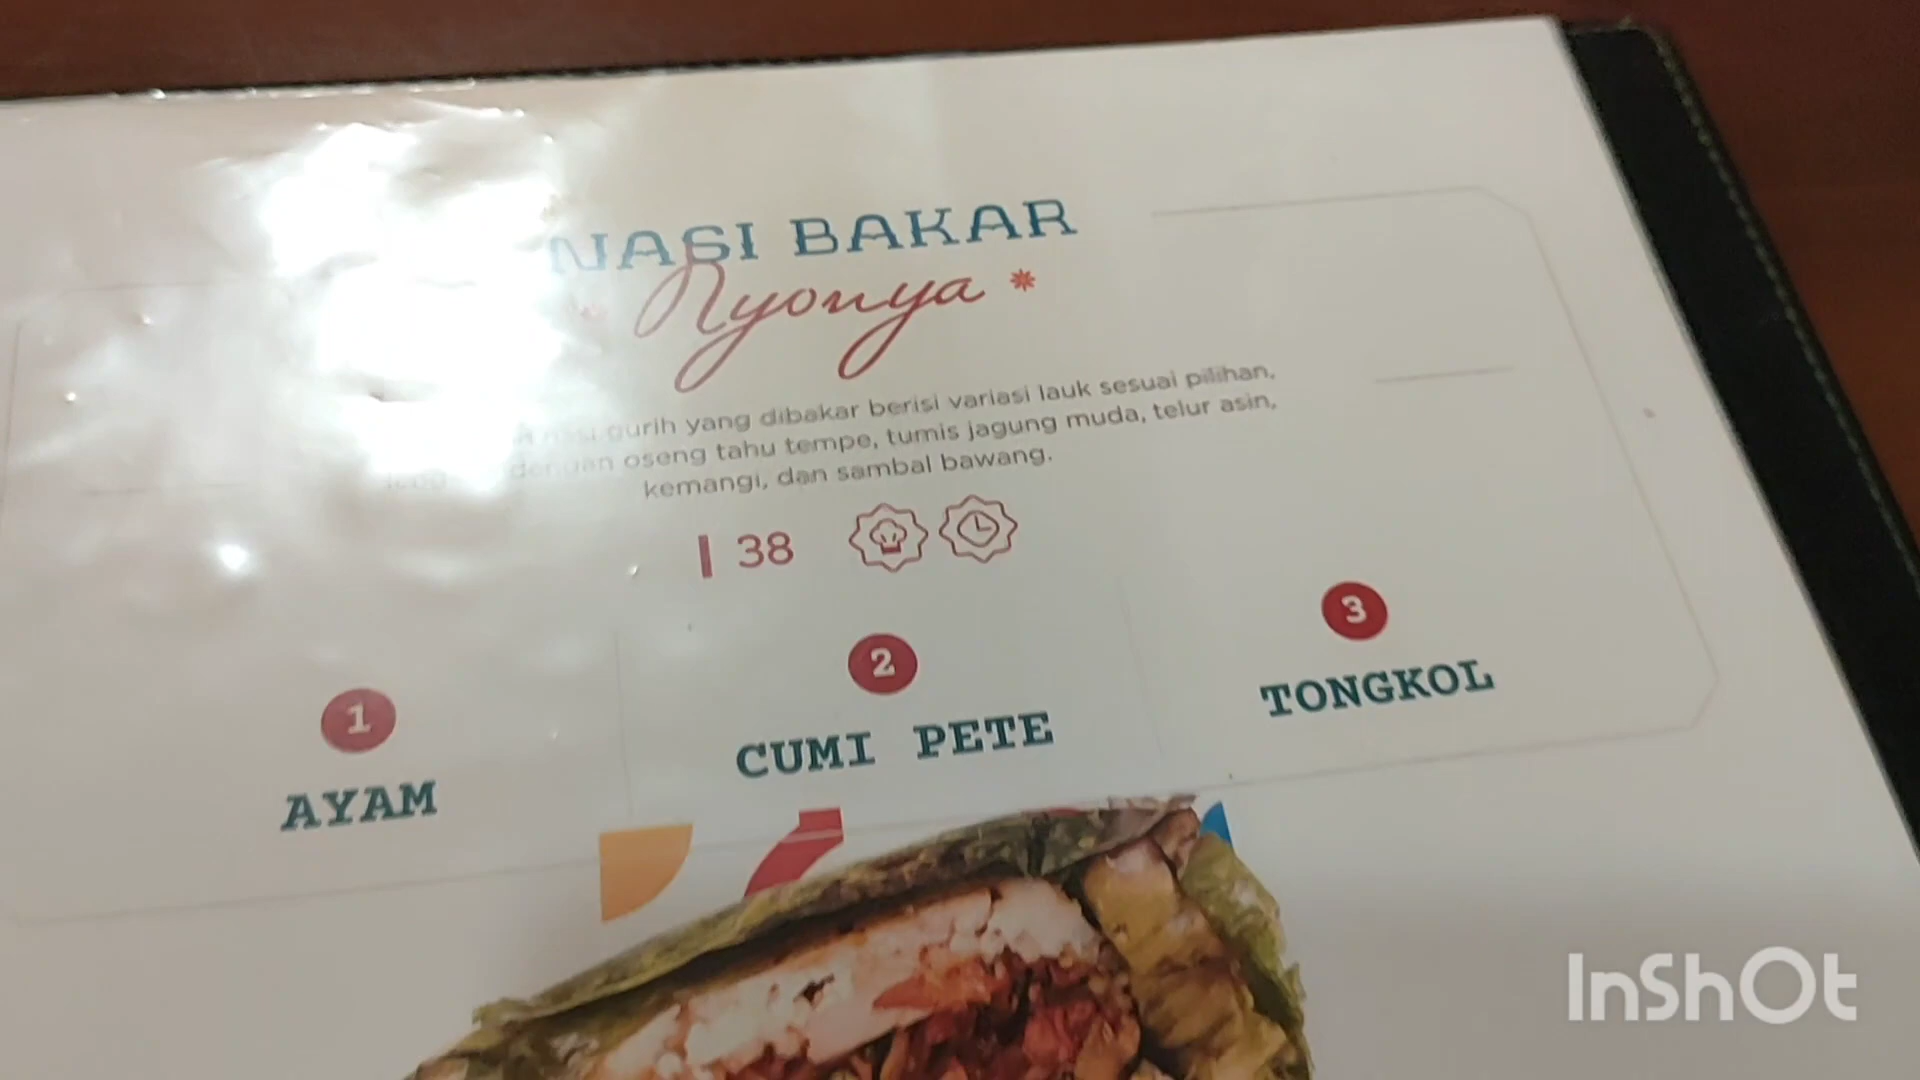 NASI BAKAR
Nyonya
nasi gurih yang dibakar berisi variasi lauk sesuai pilihan,
dengan oseng tahu tempe, tumis jagung muda, telur asin,
kemangi, dan sambal bawang.
38
1
AYAM
2
CUMI PETE
3
TONGKOL
InShOt